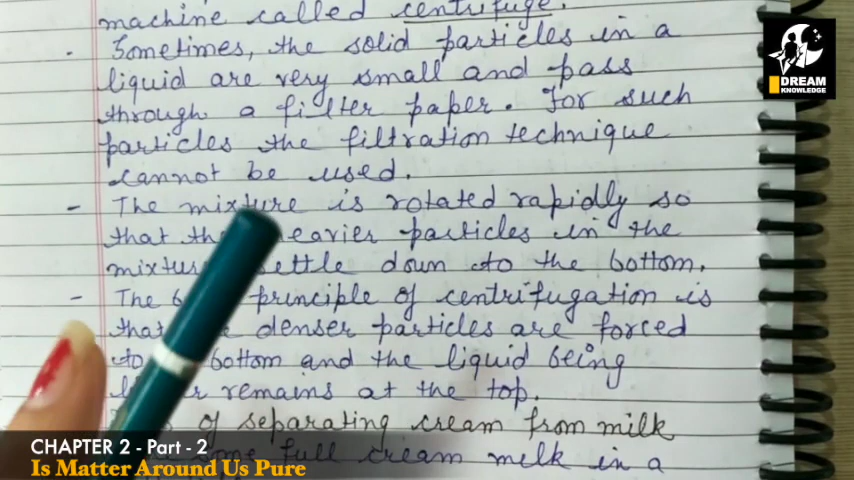 machine called centrifuge.
- Sometimes, the solid particles in a
liquid are very small and pass
through a filter paper. For such
particles the filtration technique
cannot be used.
- The mixture is rotated rapidly so
that the heavier particles in the
settle down to the bottom.
- The principle of centrifugation is
that denser particles are forced
to bottom and the liquid being
remains at the top.
of separating cream from milk
some full cream melk in a
DREAM
KNOWLEDGE
CHAPTER 2 - Part - 2
Is Matter Around Us Pure